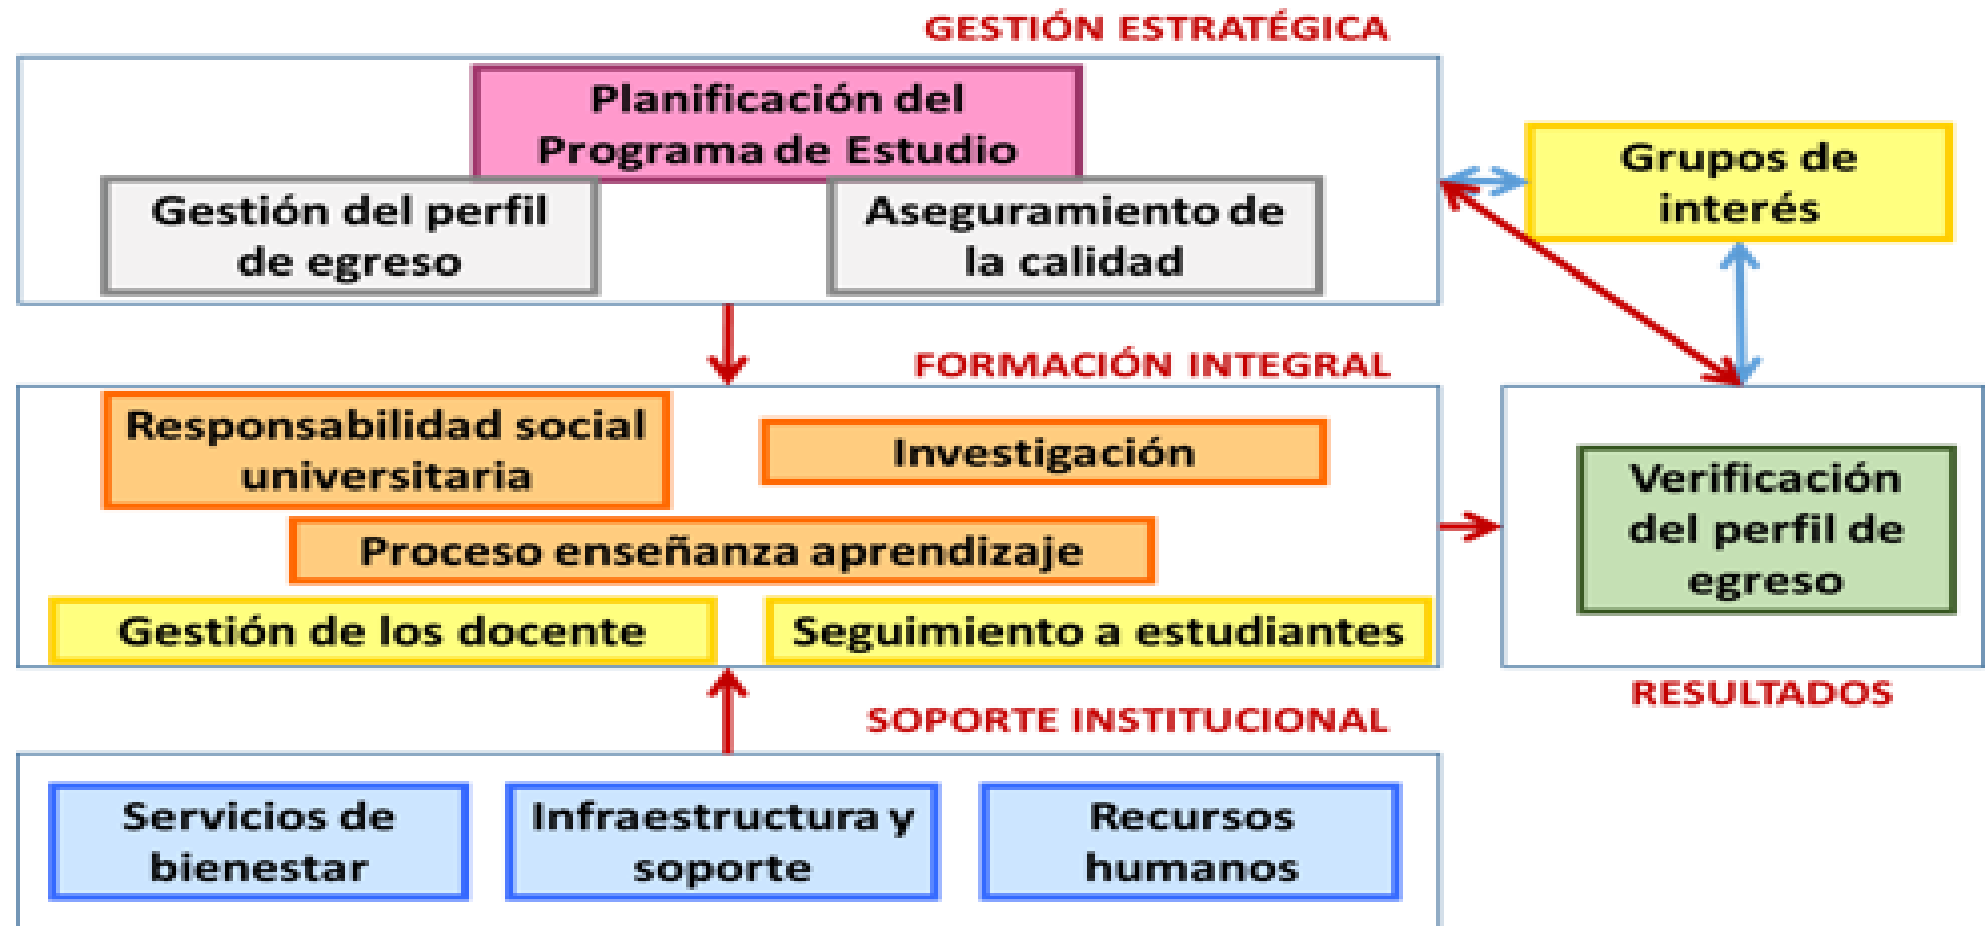 GESTIÓN ESTRATÉGICA
Planificación del
Programa de Estudio
Gestión del perfil
de egreso
Aseguramiento de
la calidad
Grupos de
interés
FORMACIÓN INTEGRAL
Responsabilidad social
universitaria
Investigación
Proceso enseñanza aprendizaje
Gestión de los docente
Seguimiento a estudiantes
Verificación
del perfil de
egreso
RESULTADOS
SOPORTE INSTITUCIONAL
Servicios de
bienestar
Infraestructura y
soporte
Recursos
humanos